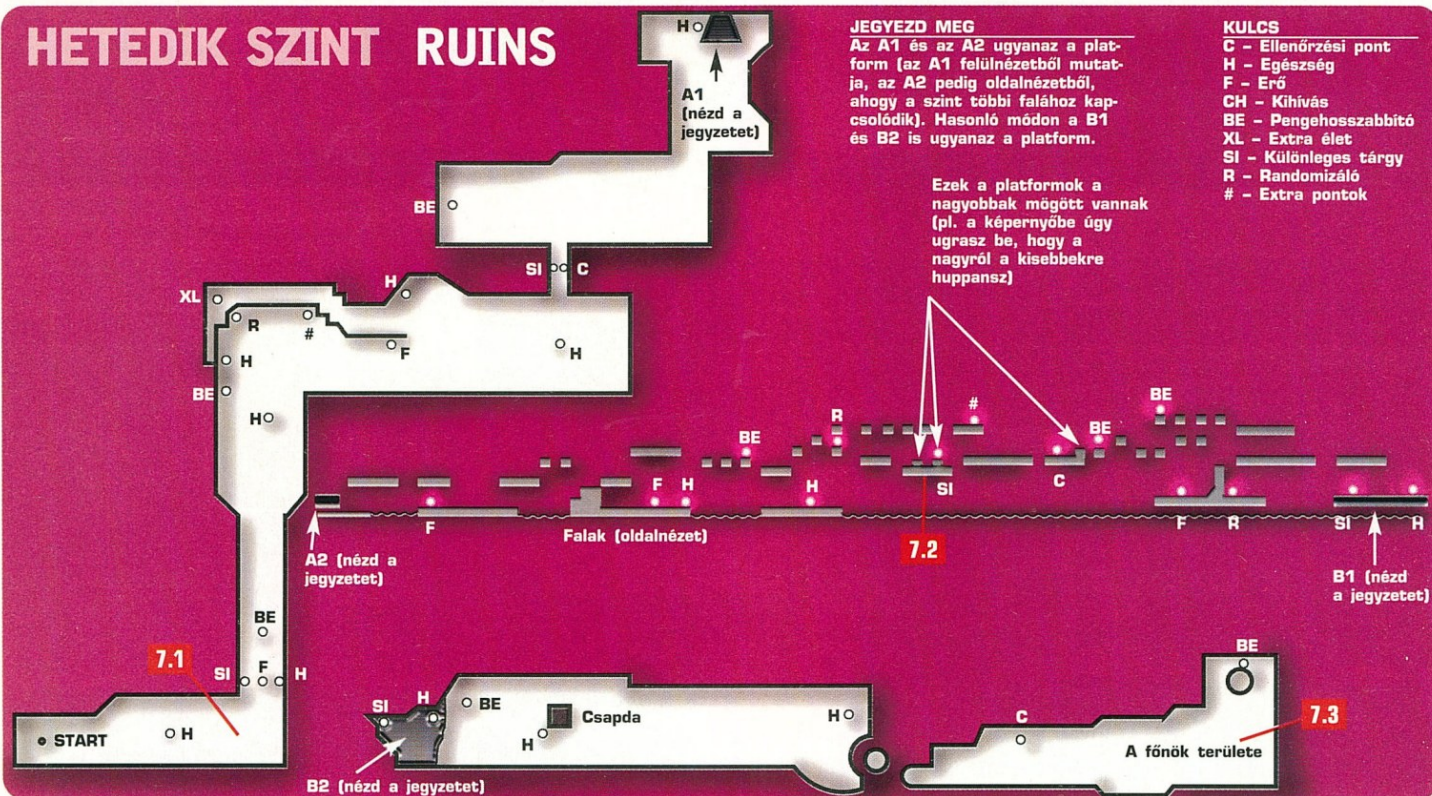 HETEDIK SZINT RUINS
JEGYEZD MEG
Az A1 és az A2 ugyanaz a plat-
form (az A1 felülnézetből mutat-
ja, az A2 pedig oldalnézetből,
ahogy a szint többi falához kap-
csolódik). Hasonló módon a B1
és B2 is ugyanaz a platform.
KULCS
C – Ellenőrzési pont
H – Egészség
F – Erő
CH – Kihívás
BE – Pengehosszabbító
XL – Extra élet
SI – Különleges tárgy
R – Randomizáló
# – Extra pontok
H
A1
(nézd a
jegyzetet)
Ezek a platformok a
nagyobbak mögött vannak
(pl. a képernyőbe úgy
ugrasz be, hogy a
nagyról a kisebbekre
huppansz)
BE
SI C
XL
H
R
#
F
H
H
BE
H
BE
R
#
BE
BE
F H
H
SI
C
F
F R
SI H
Falak (oldalnézet)
7.2
A2 (nézd a
jegyzetet)
B1 (nézd
a jegyzetet)
BE
7.1
SI F H
START
H
SI H
BE
Csapda
H
H
B2 (nézd a jegyzetet)
C
BE
7.3
A főnök területe